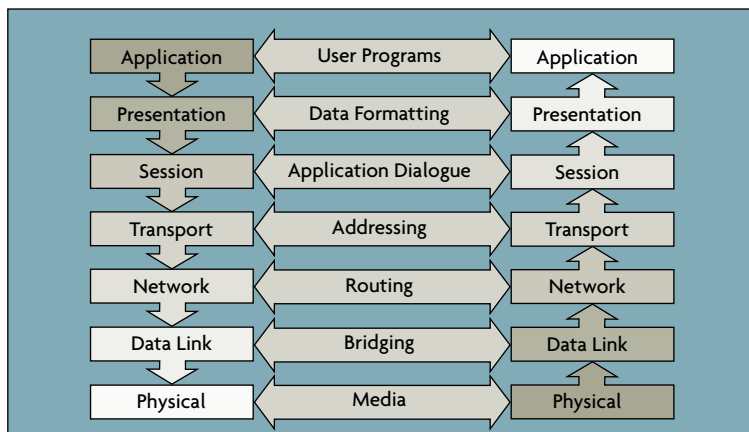 Application User Programs Application
Presentation Data Formatting Presentation
Session Application Dialogue Session
Transport Addressing Transport
Network Routing Network
Data Link Bridging Data Link
Physical Media Physical